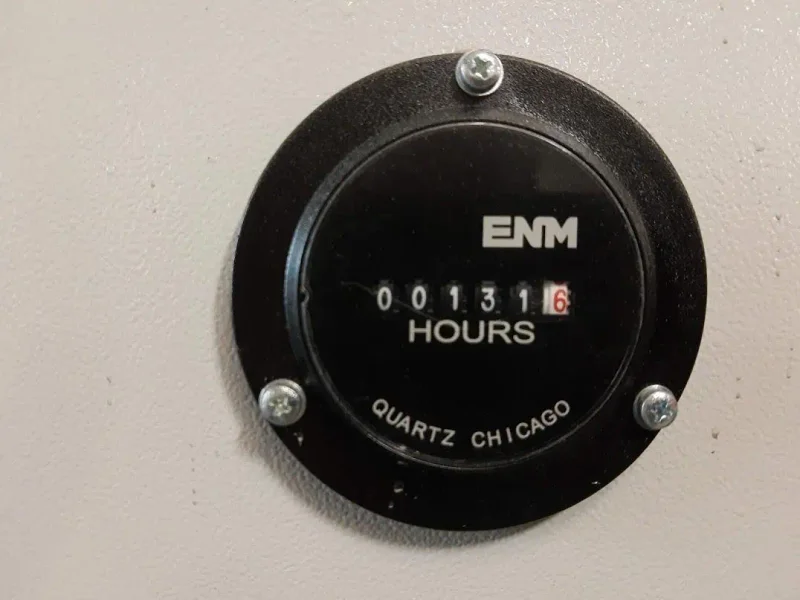 ENM
001316
HOURS
QUARTZ CHICAGO